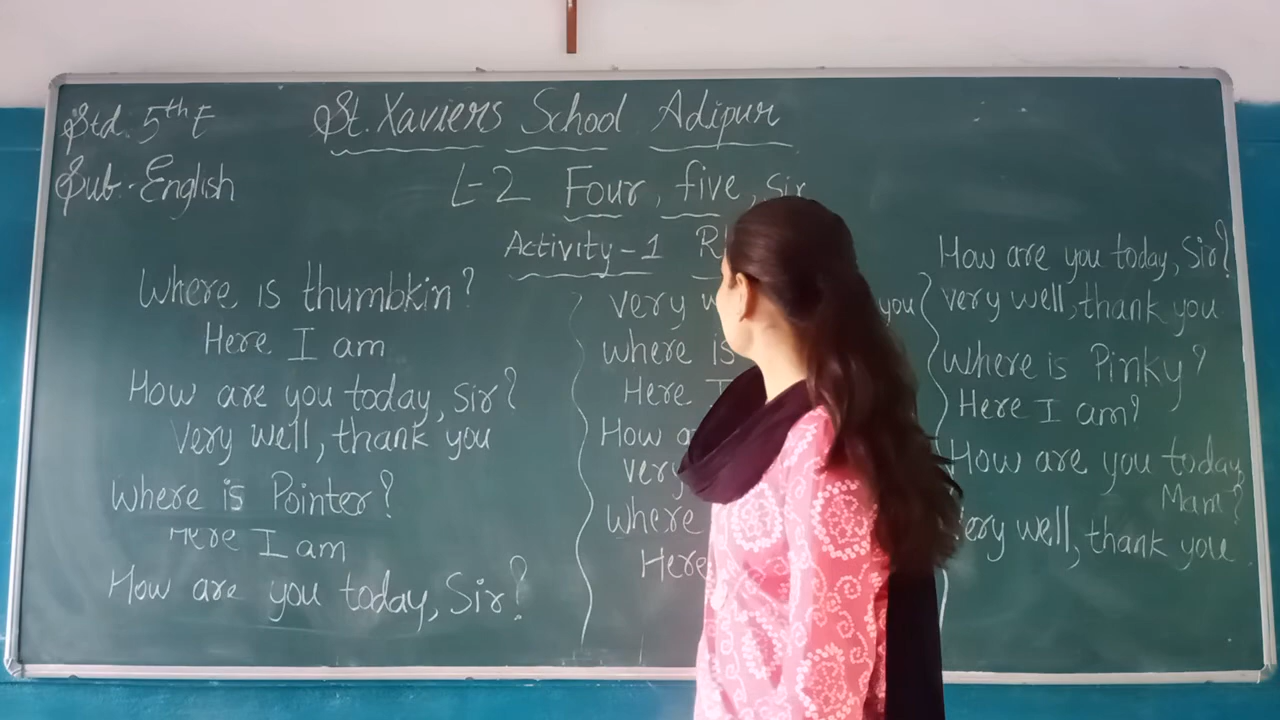 Std. 5th E
St. Xaviers School Adipur
Sub:- English
L-2 Four, five, sir
Activity-1
Where is thumbkin?
Here I am
How are you today, sir?
Very well, thank you
Where is Pointer?
Here I am
How are you today, Sir?
very you
where is
Here
How
very
where
Here
How are you today, Sir?
very well, thank you
Where is Pinky?
Here I am?
How are you today,
Mam?
well, thank you